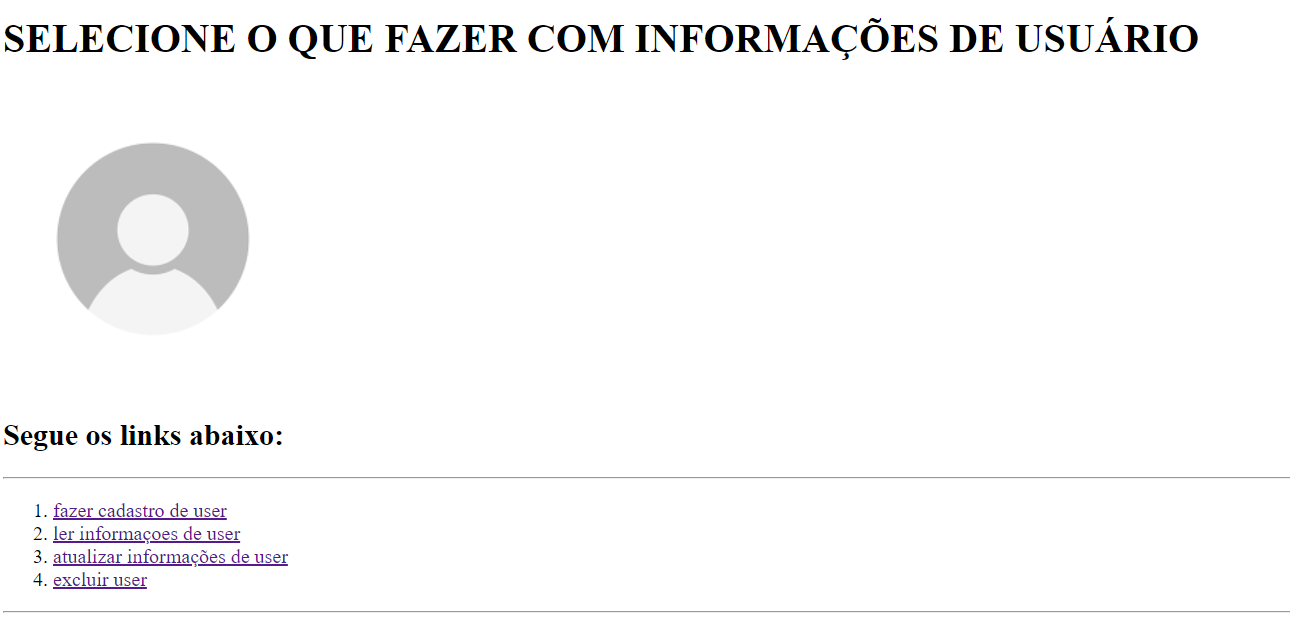 SELECIONE O QUE FAZER COM INFORMAÇÕES DE USUÁRIO
Segue os links abaixo:
1. fazer cadastro de user
2. ler informaçoes de user
3. atualizar informações de user
4. excluir user